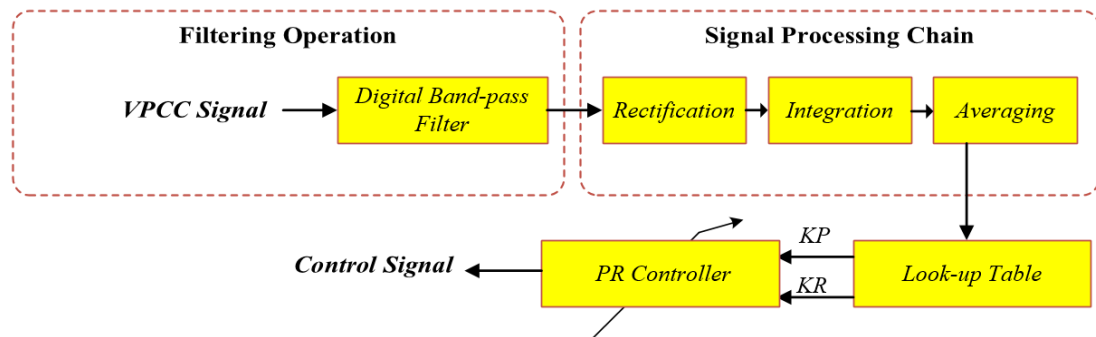 Filtering Operation
Signal Processing Chain
VPCC Signal
Digital Band-pass
Filter
Rectification
Integration
Averaging
Control Signal
PR Controller
KP
KR
Look-up Table